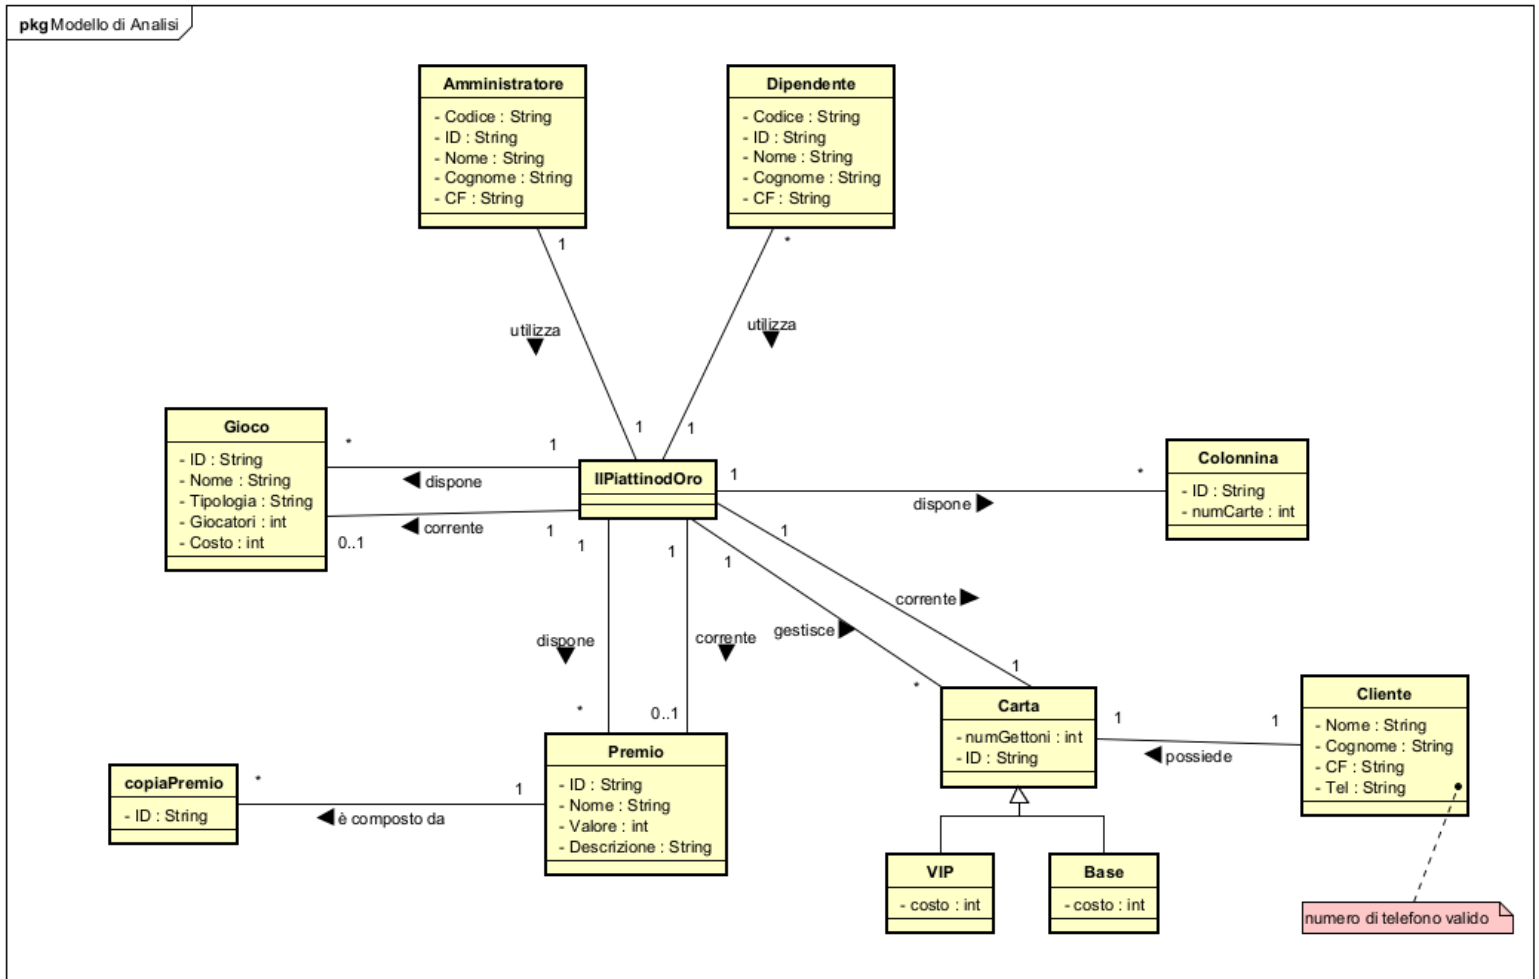 pkg Modello di Analisi
Amministratore
- Codice : String
- ID : String
- Nome : String
- Cognome : String
- CF : String
Dipendente
- Codice : String
- ID : String
- Nome : String
- Cognome : String
- CF : String
1
*
utilizza
utilizza
1
1
Gioco
- ID : String
- Nome : String
- Tipologia : String
- Giocatori : int
- Costo : int
*
1
dispone
corrente
0..1
1
IlPiattinodOro
1
*
dispone
Colonnina
- ID : String
- numCarte : int
1
1
1
1
dispone
corrente
gestisce
corrente
*
0..1
*
1
Premio
- ID : String
- Nome : String
- Valore : int
- Descrizione : String
copiaPremio
- ID : String
*
1
è composto da
Carta
- numGettoni : int
- ID : String
1
1
possiede
Cliente
- Nome : String
- Cognome : String
- CF : String
- Tel : String
VIP
- costo : int
Base
- costo : int
numero di telefono valido